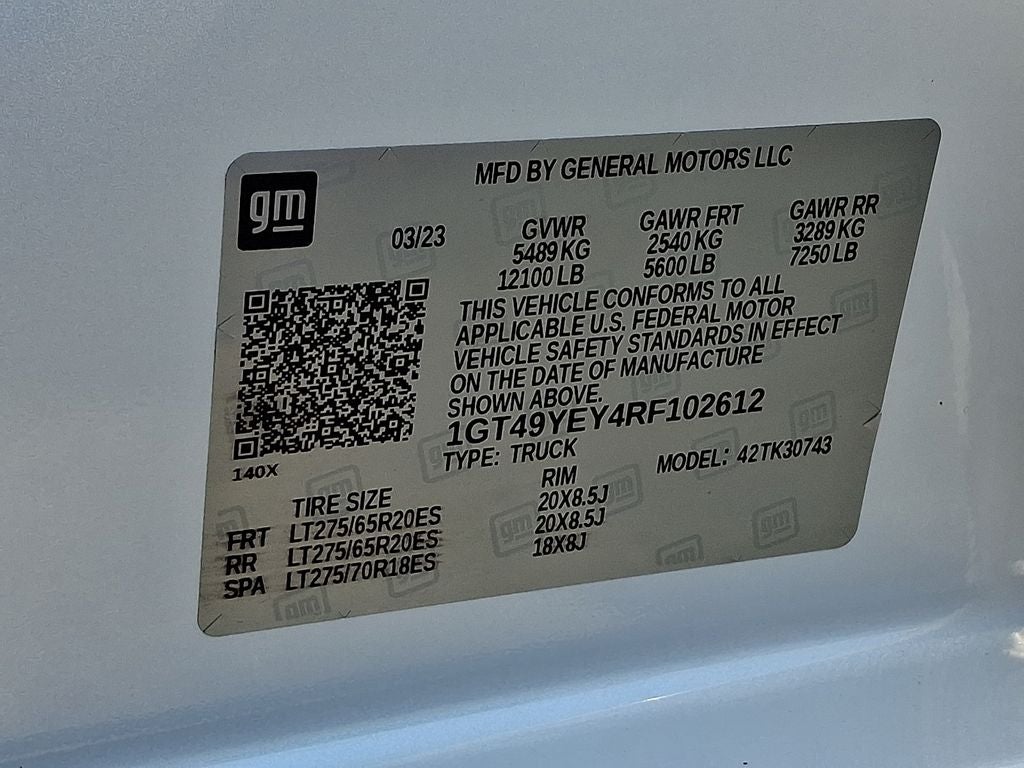 gm
MFD BY GENERAL MOTORS LLC
03/23
GVWR GAWR FRT GAWR RR
5489 KG 2540 KG 3289 KG
12100 LB 5600 LB 7250 LB
THIS VEHICLE CONFORMS TO ALL
APPLICABLE U.S. FEDERAL MOTOR
VEHICLE SAFETY STANDARDS IN EFFECT
ON THE DATE OF MANUFACTURE
SHOWN ABOVE.
1GT49YEY4RF102612
TYPE: TRUCK MODEL: 42TK30743
140X
TIRE SIZE RIM
FRT LT275/65R20ES 20X8.5J
RR LT275/65R20ES 20X8.5J
SPA LT275/70R18ES 18X8J